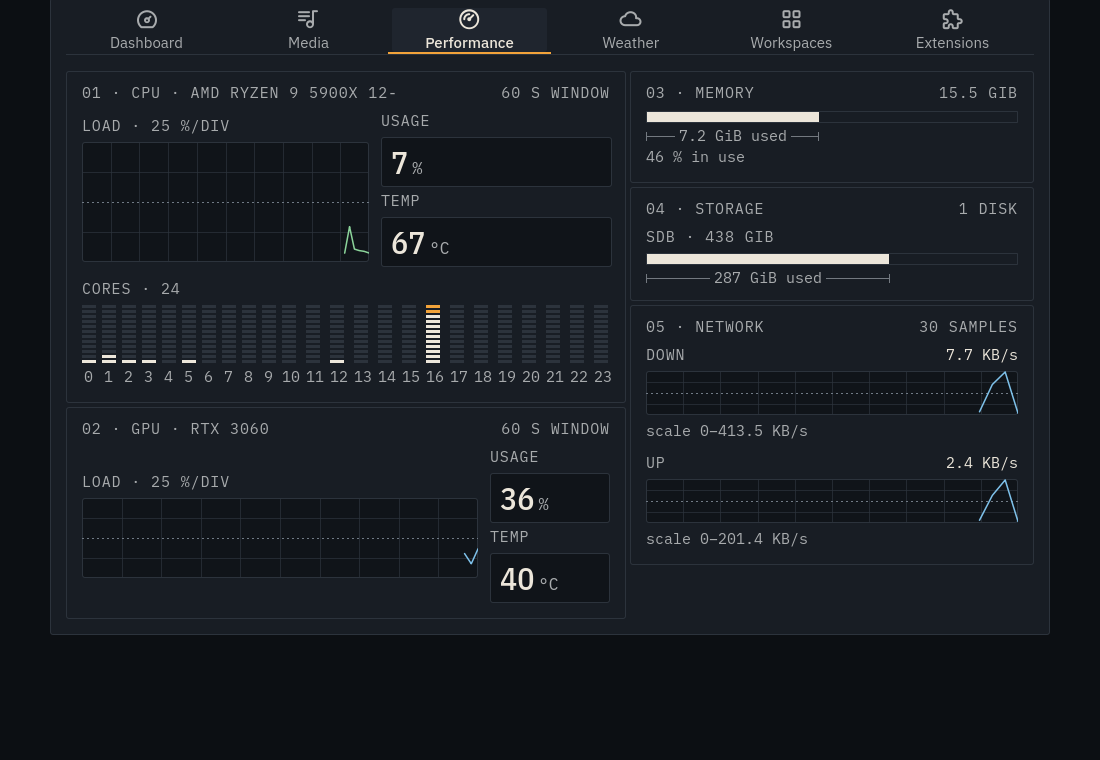 Dashboard Media Performance Weather Workspaces Extensions
01 · CPU · AMD RYZEN 9 5900X 12- 60 S WINDOW
LOAD · 25 %/DIV
USAGE
7 %
TEMP
67 °C
CORES · 24
0 1 2 3 4 5 6 7 8 9 10 11 12 13 14 15 16 17 18 19 20 21 22 23
02 · GPU · RTX 3060 60 S WINDOW
LOAD · 25 %/DIV
USAGE
36 %
TEMP
40 °C
03 · MEMORY 15.5 GIB
7.2 GiB used
46 % in use
04 · STORAGE 1 DISK
SDB · 438 GIB
287 GiB used
05 · NETWORK 30 SAMPLES
DOWN 7.7 KB/s
scale 0–413.5 KB/s
UP 2.4 KB/s
scale 0–201.4 KB/s